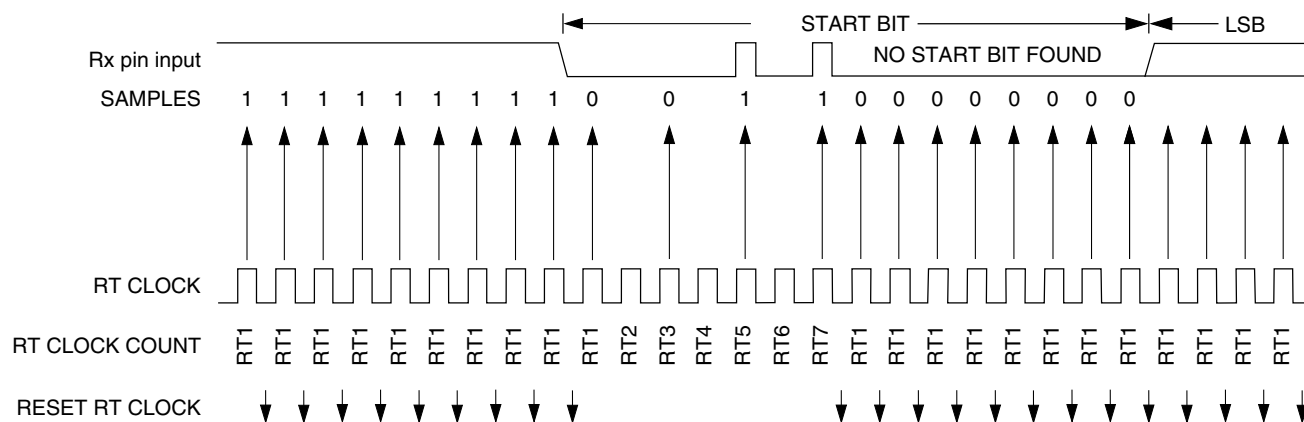 START BIT LSB
Rx pin input NO START BIT FOUND
SAMPLES 1 1 1 1 1 1 1 1 1 0 0 1 1 0 0 0 0 0 0 0 0
RT CLOCK
RT CLOCK COUNT RT1 RT1 RT1 RT1 RT1 RT1 RT1 RT1 RT1 RT1 RT2 RT3 RT4 RT5 RT6 RT7 RT1 RT1 RT1 RT1 RT1 RT1 RT1 RT1 RT1 RT1 RT1 RT1
RESET RT CLOCK